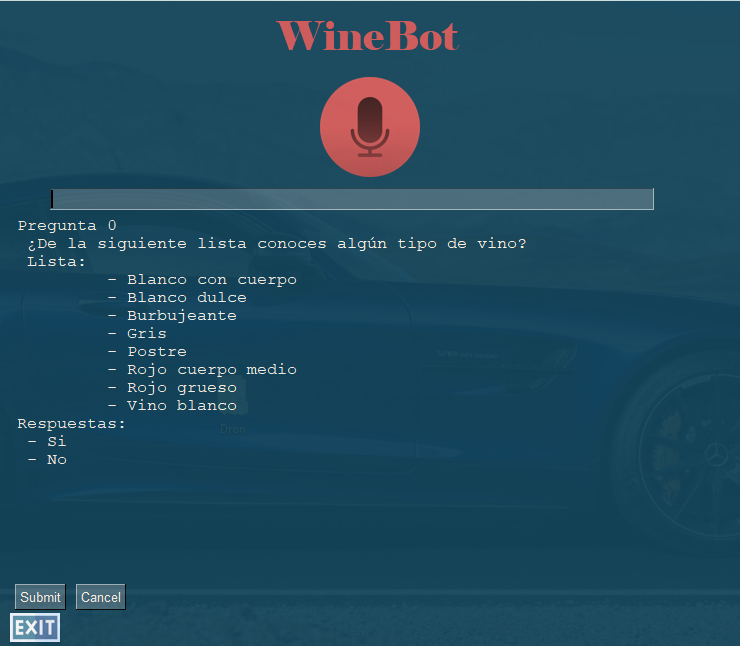 WineBot
Pregunta 0
¿De la siguiente lista conoces algún tipo de vino?
Lista:
- Blanco con cuerpo
- Blanco dulce
- Burbujeante
- Gris
- Postre
- Rojo cuerpo medio
- Rojo grueso
- Vino blanco
Dron
Respuestas:
- Si
- No
Submit Cancel
EXIT